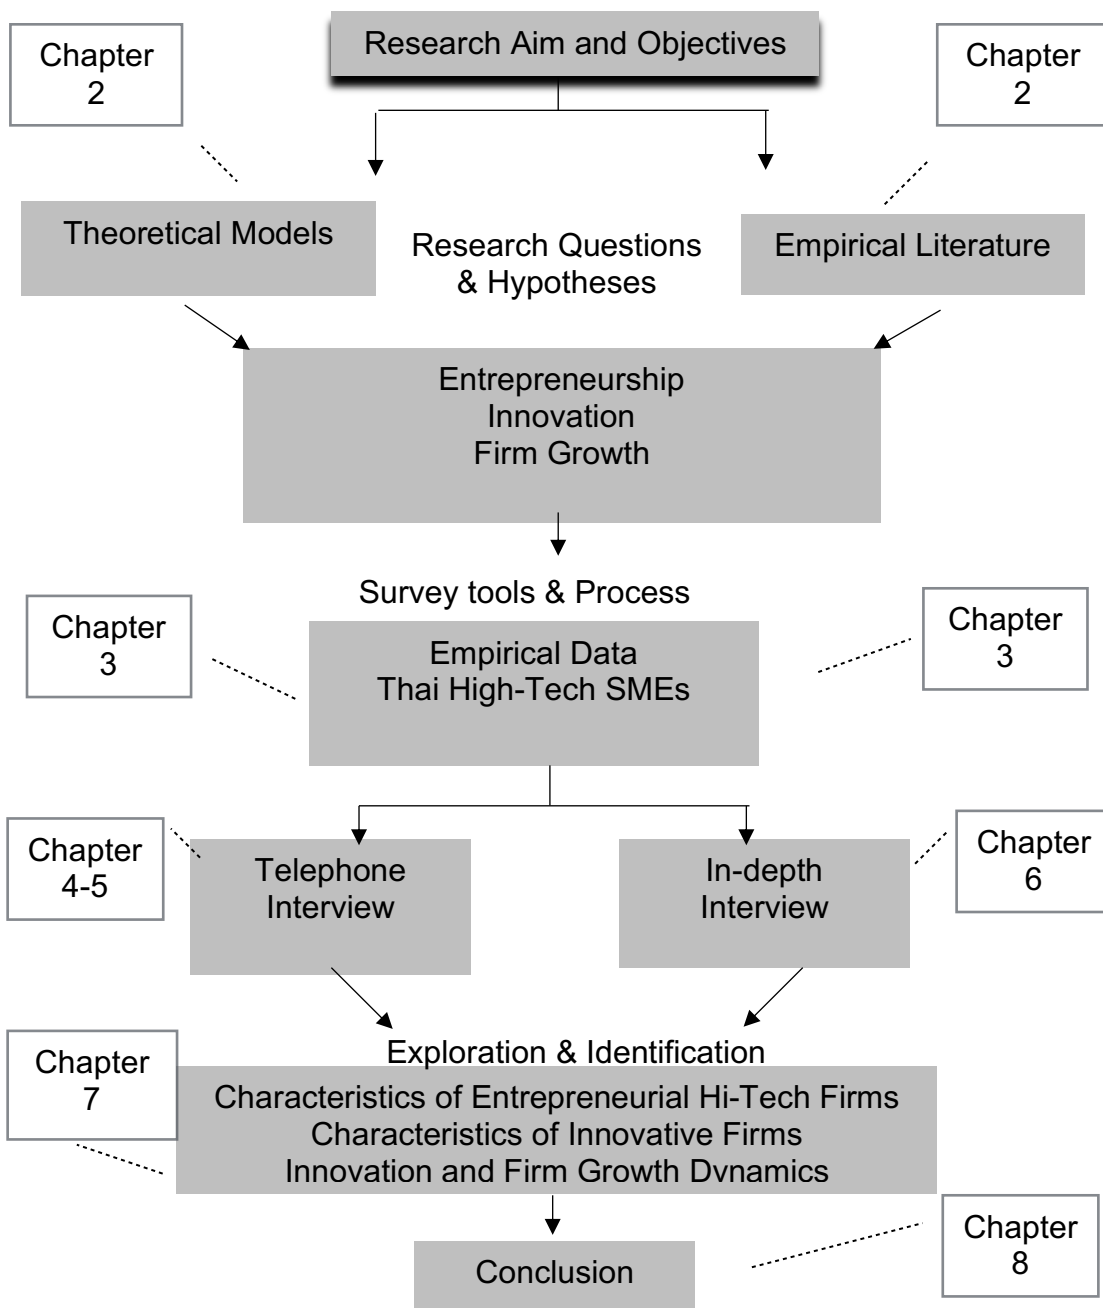 Research Aim and Objectives
Chapter
2
Chapter
2
Theoretical Models
Research Questions
& Hypotheses
Empirical Literature
Entrepreneurship
Innovation
Firm Growth
Survey tools & Process
Chapter
3
Empirical Data
Thai High-Tech SMEs
Chapter
3
Chapter
4-5
Telephone
Interview
In-depth
Interview
Chapter
6
Exploration & Identification
Chapter
7
Characteristics of Entrepreneurial Hi-Tech Firms
Characteristics of Innovative Firms
Innovation and Firm Growth Dynamics
Conclusion
Chapter
8